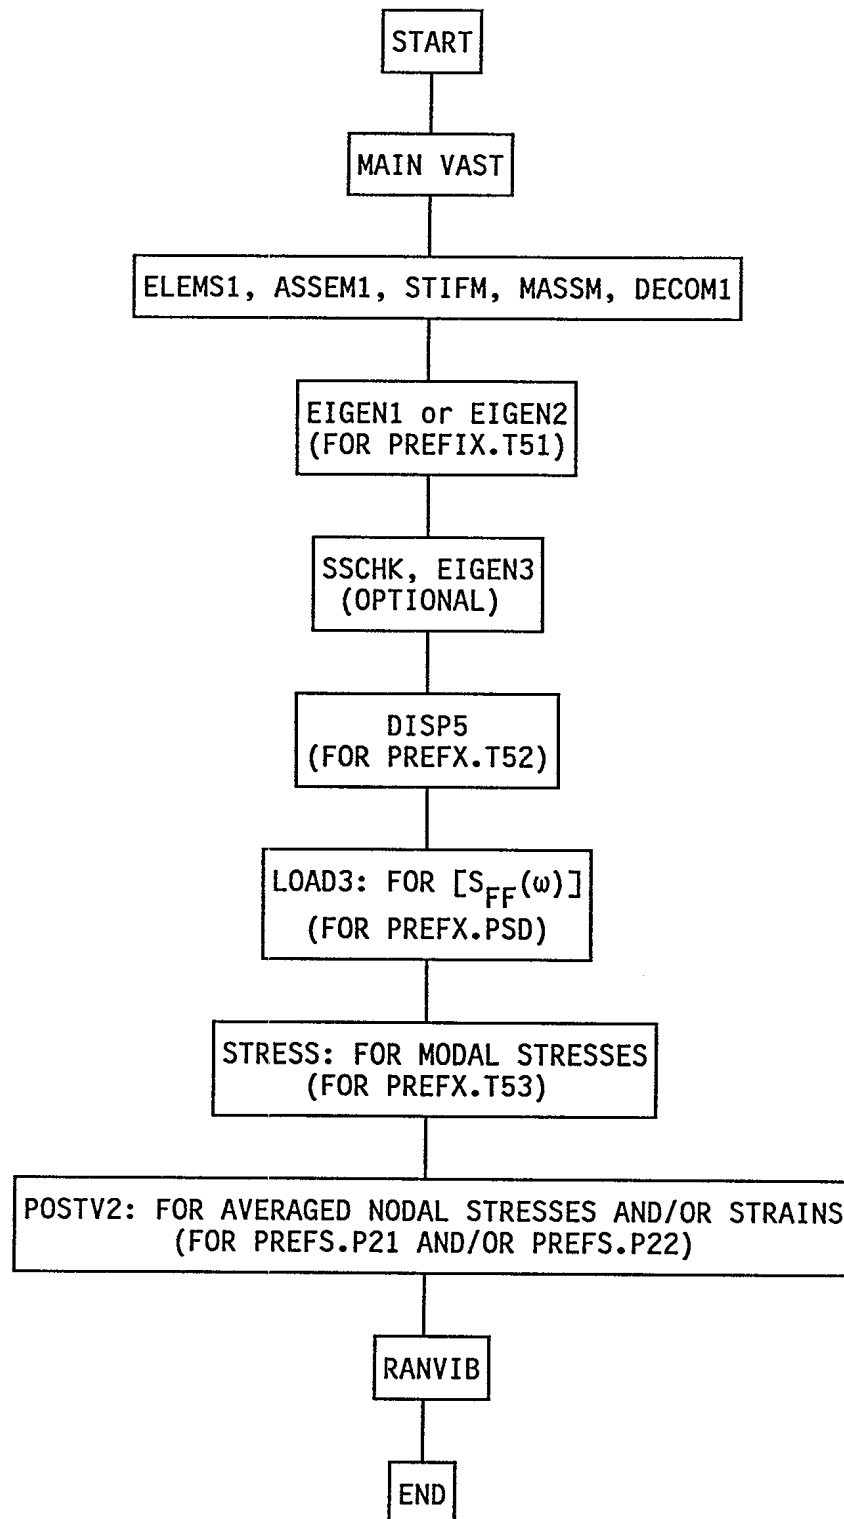 START
MAIN VAST
ELEMS1, ASSEM1, STIFM, MASSM, DECOM1
EIGEN1 or EIGEN2
(FOR PREFIX.T51)
SSCHK, EIGEN3
(OPTIONAL)
DISP5
(FOR PREFX.T52)
LOAD3: FOR [S_FF(ω)]
(FOR PREFX.PSD)
STRESS: FOR MODAL STRESSES
(FOR PREFX.T53)
POSTV2: FOR AVERAGED NODAL STRESSES AND/OR STRAINS
(FOR PREFS.P21 AND/OR PREFS.P22)
RANVIB
END